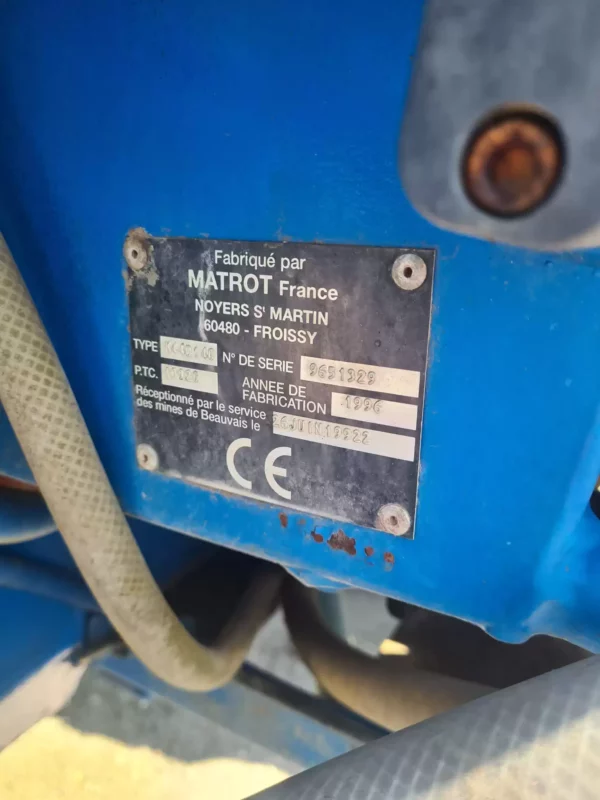 Fabriqué par
MATROT France
NOYERS Sᵗ MARTIN
60480 - FROISSY
TYPE N° DE SERIE 9651329
P.T.C. ANNEE DE
FABRICATION 1996
Réceptionné par le service
des mines de Beauvais le
CE